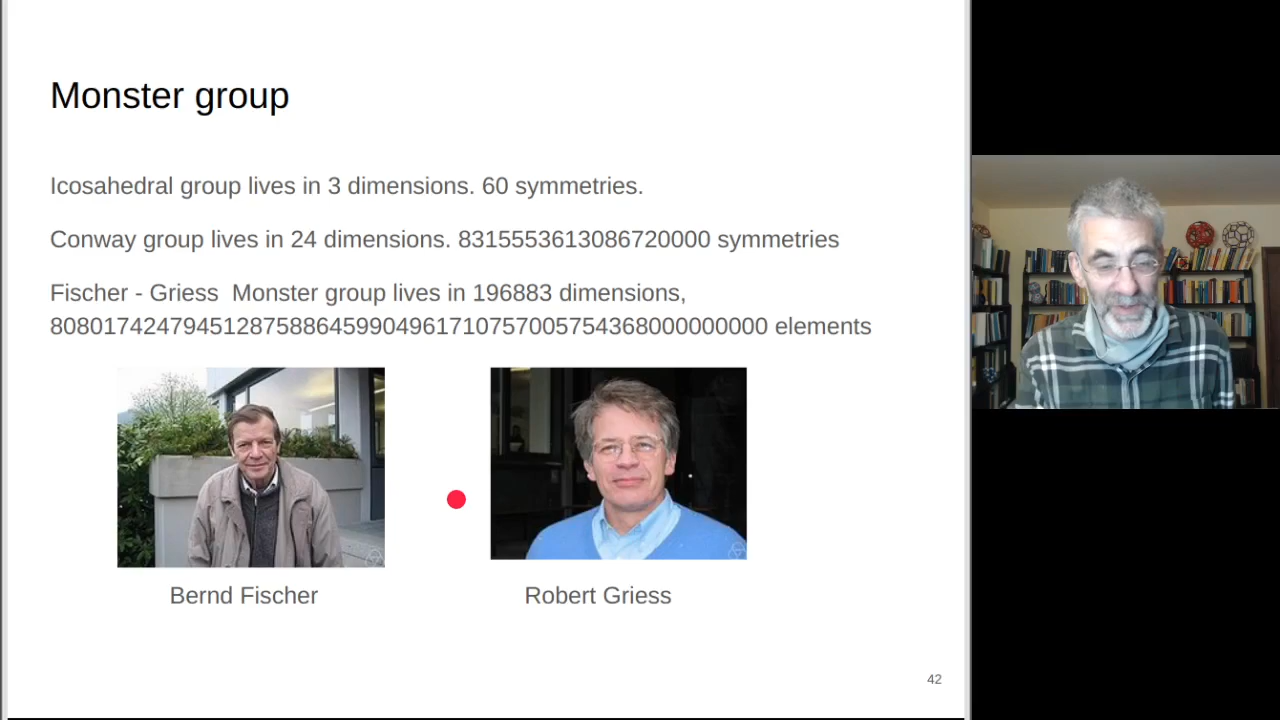 Monster group
Icosahedral group lives in 3 dimensions. 60 symmetries.
Conway group lives in 24 dimensions. 8315553613086720000 symmetries
Fischer - Griess  Monster group lives in 196883 dimensions,
808017424794512875886459904961710757005754368000000000 elements
Bernd Fischer
Robert Griess
42